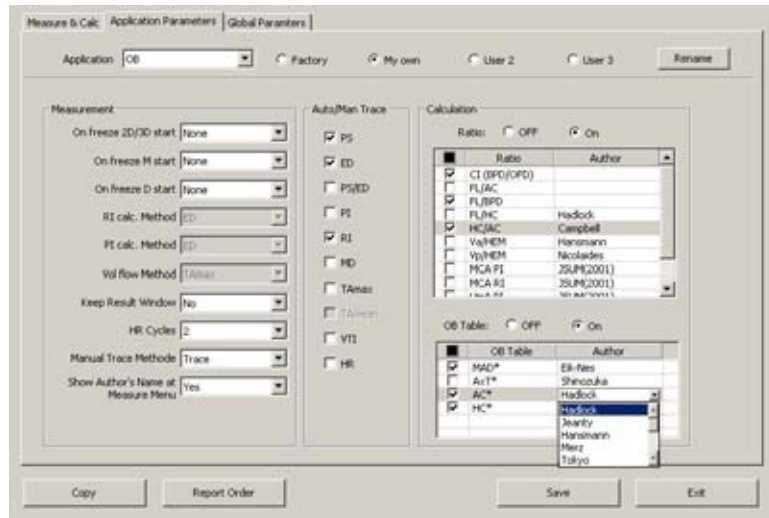 Measure & Calc Application Parameters Global Paramters
Application OB Factory My own User 2 User 3 Rename
Measurement
On freeze 2D/3D start None
On freeze M start None
On freeze D start None
RI calc. Method ED
PI calc. Method ED
Vol flow Method TAmax
Keep Result Window No
HR Cycles 2
Manual Trace Methode Trace
Show Author's Name at Measure Menu Yes
Auto/Man Trace
PS
ED
PS/ED
PI
RI
MD
TAmax
TAmean
VTI
HR
Calculation
Ratio: OFF On
Ratio Author
CI (BPD/OFD)
FL/AC
FL/BPD
FL/HC Hadlock
HC/AC Campbell
Va/HEM Hansmann
Vp/HEM Nicolaides
MCA PI JSUM(2001)
MCA RI JSUM(2001)
OB Table: OFF On
OB Table Author
MAD* Eik-Nes
AxT* Shinozuka
AC* Hadlock
HC* Hadlock
Jeanty
Hansmann
Merz
Tokyo
Copy Report Order Save Exit